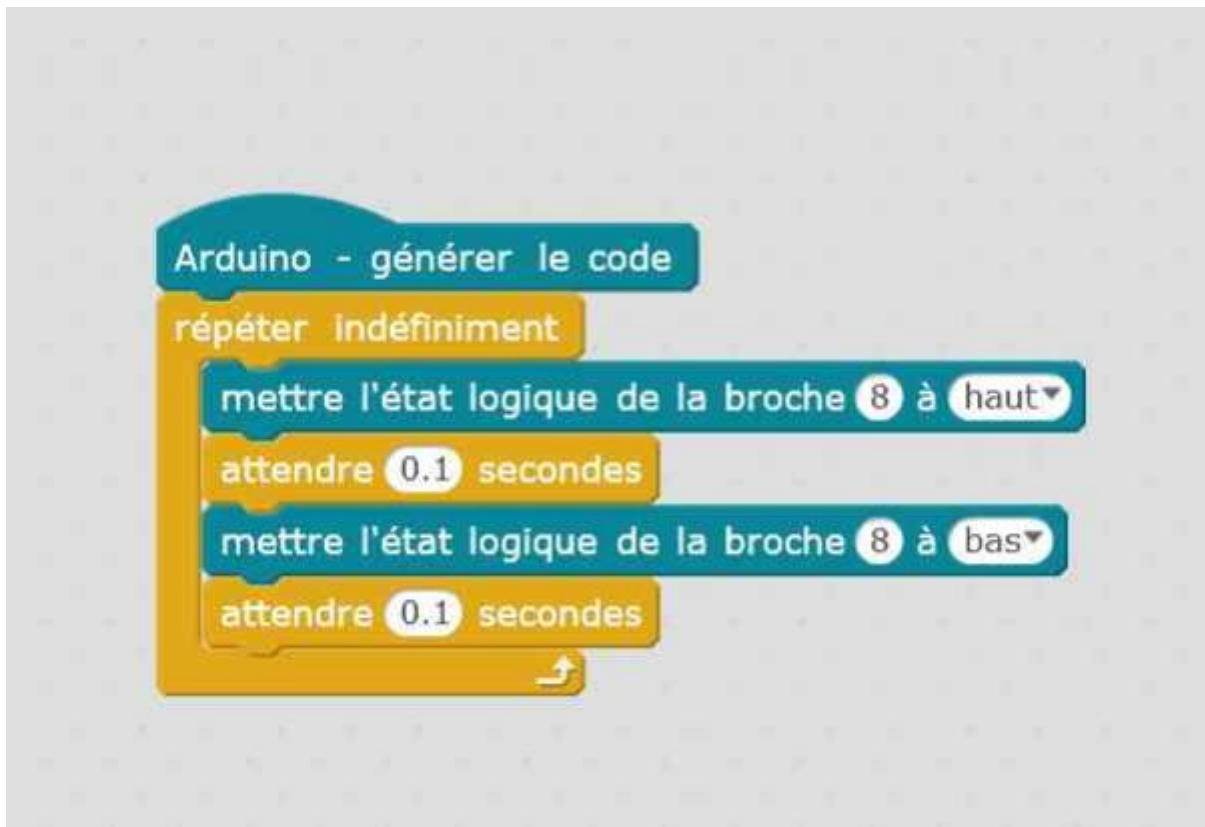 Arduino - générer le code
répéter indéfiniment
mettre l'état logique de la broche 8 à haut
attendre 0.1 secondes
mettre l'état logique de la broche 8 à bas
attendre 0.1 secondes